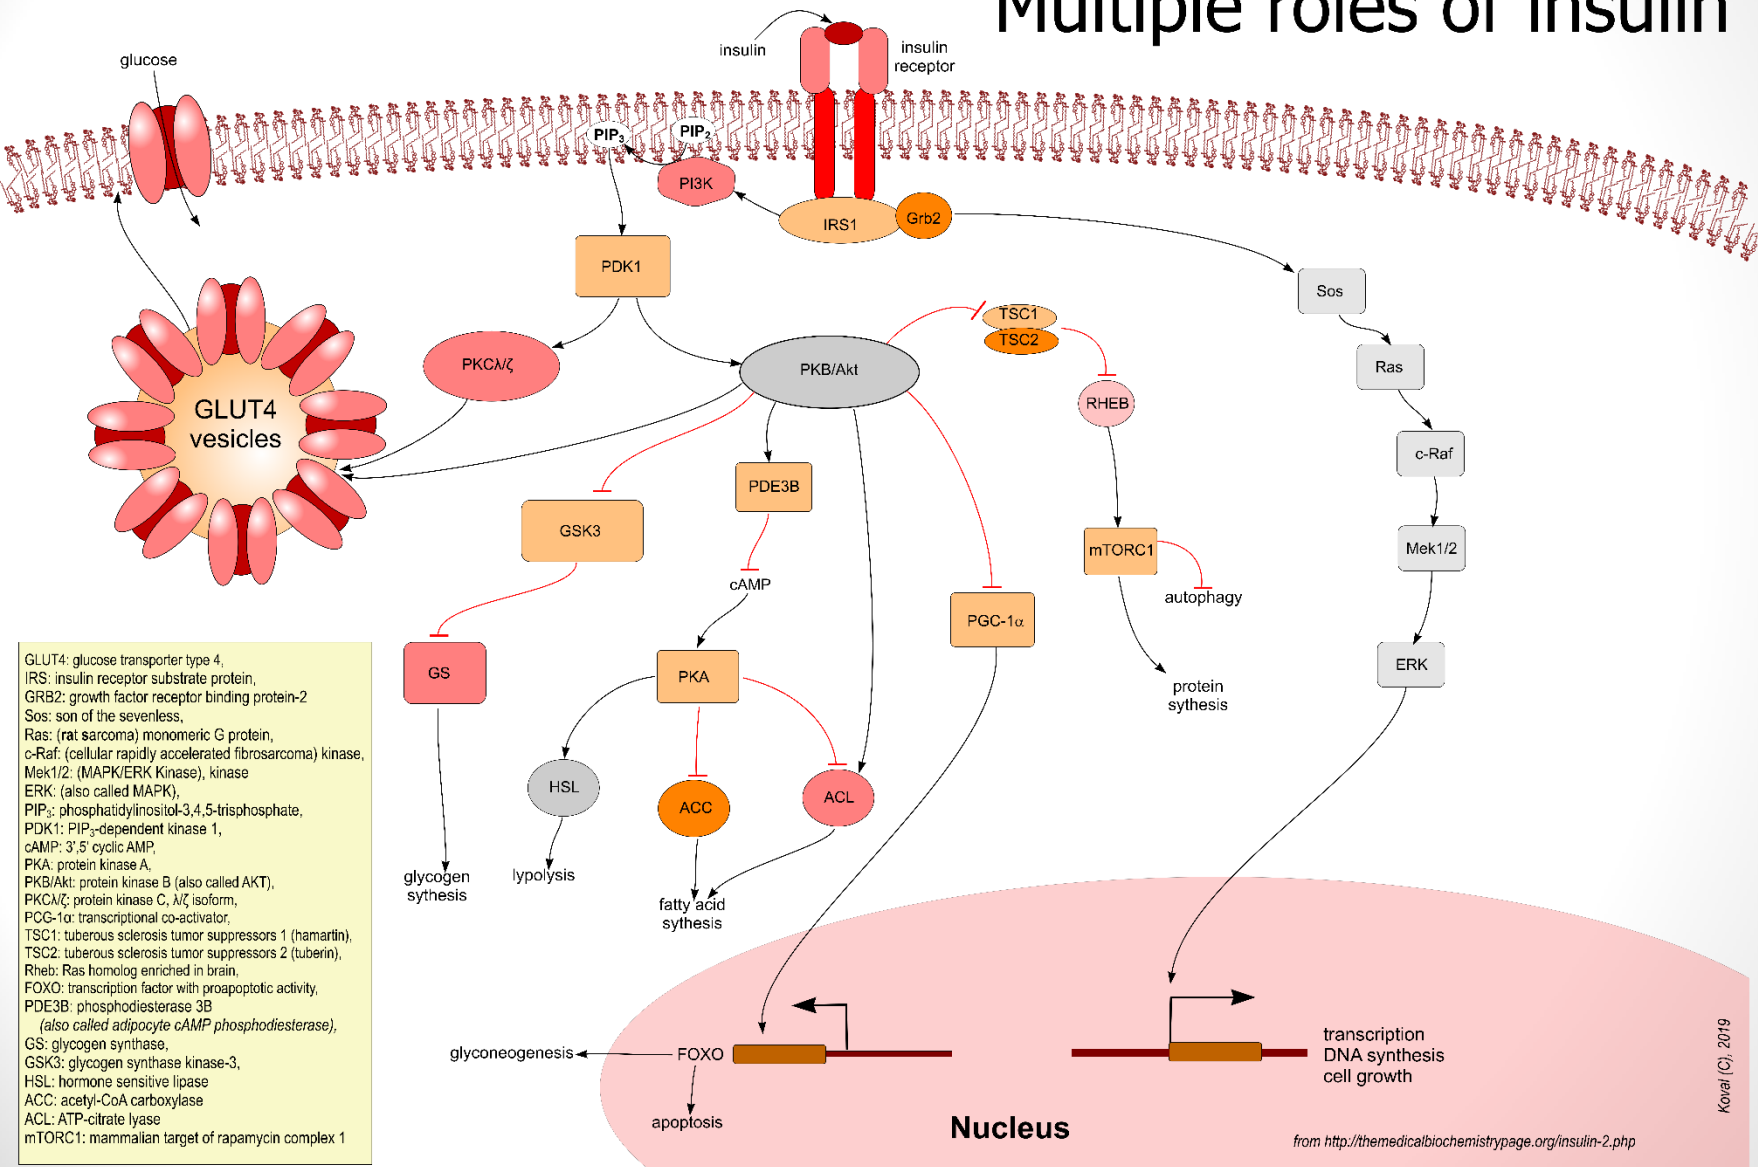 Multiple roles of insulin
glucose
insulin
insulin
receptor
PIP₃
PIP₂
PI3K
IRS1
Grb2
PDK1
Sos
TSC1
TSC2
PKCλ/ζ
PKB/Akt
Ras
RHEB
GLUT4
vesicles
c-Raf
PDE3B
GSK3
mTORC1
Mek1/2
cAMP
autophagy
PGC-1α
GS
PKA
ERK
protein
sythesis
HSL
ACC
ACL
glycogen
sythesis
lypolysis
fatty acid
sythesis
GLUT4: glucose transporter type 4,
IRS: insulin receptor substrate protein,
GRB2: growth factor receptor binding protein-2
Sos: son of the sevenless,
Ras: (rat sarcoma) monomeric G protein,
c-Raf: (cellular rapidly accelerated fibrosarcoma) kinase,
Mek1/2: (MAPK/ERK Kinase), kinase
ERK: (also called MAPK),
PIP₃: phosphatidylinositol-3,4,5-trisphosphate,
PDK1: PIP₃-dependent kinase 1,
cAMP: 3',5' cyclic AMP,
PKA: protein kinase A,
PKB/Akt: protein kinase B (also called AKT),
PKCλ/ζ: protein kinase C, λ/ζ isoform,
PCG-1α: transcriptional co-activator,
TSC1: tuberous sclerosis tumor suppressors 1 (hamartin),
TSC2: tuberous sclerosis tumor suppressors 2 (tuberin),
Rheb: Ras homolog enriched in brain,
FOXO: transcription factor with proapoptotic activity,
PDE3B: phosphodiesterase 3B
(also called adipocyte cAMP phosphodiesterase),
GS: glycogen synthase,
GSK3: glycogen synthase kinase-3,
HSL: hormone sensitive lipase
ACC: acetyl-CoA carboxylase
ACL: ATP-citrate lyase
mTORC1: mammalian target of rapamycin complex 1
glyconeogenesis
FOXO
apoptosis
transcription
DNA synthesis
cell growth
Nucleus
from http://themedicalbiochemistrypage.org/insulin-2.php
Koval (C), 2019